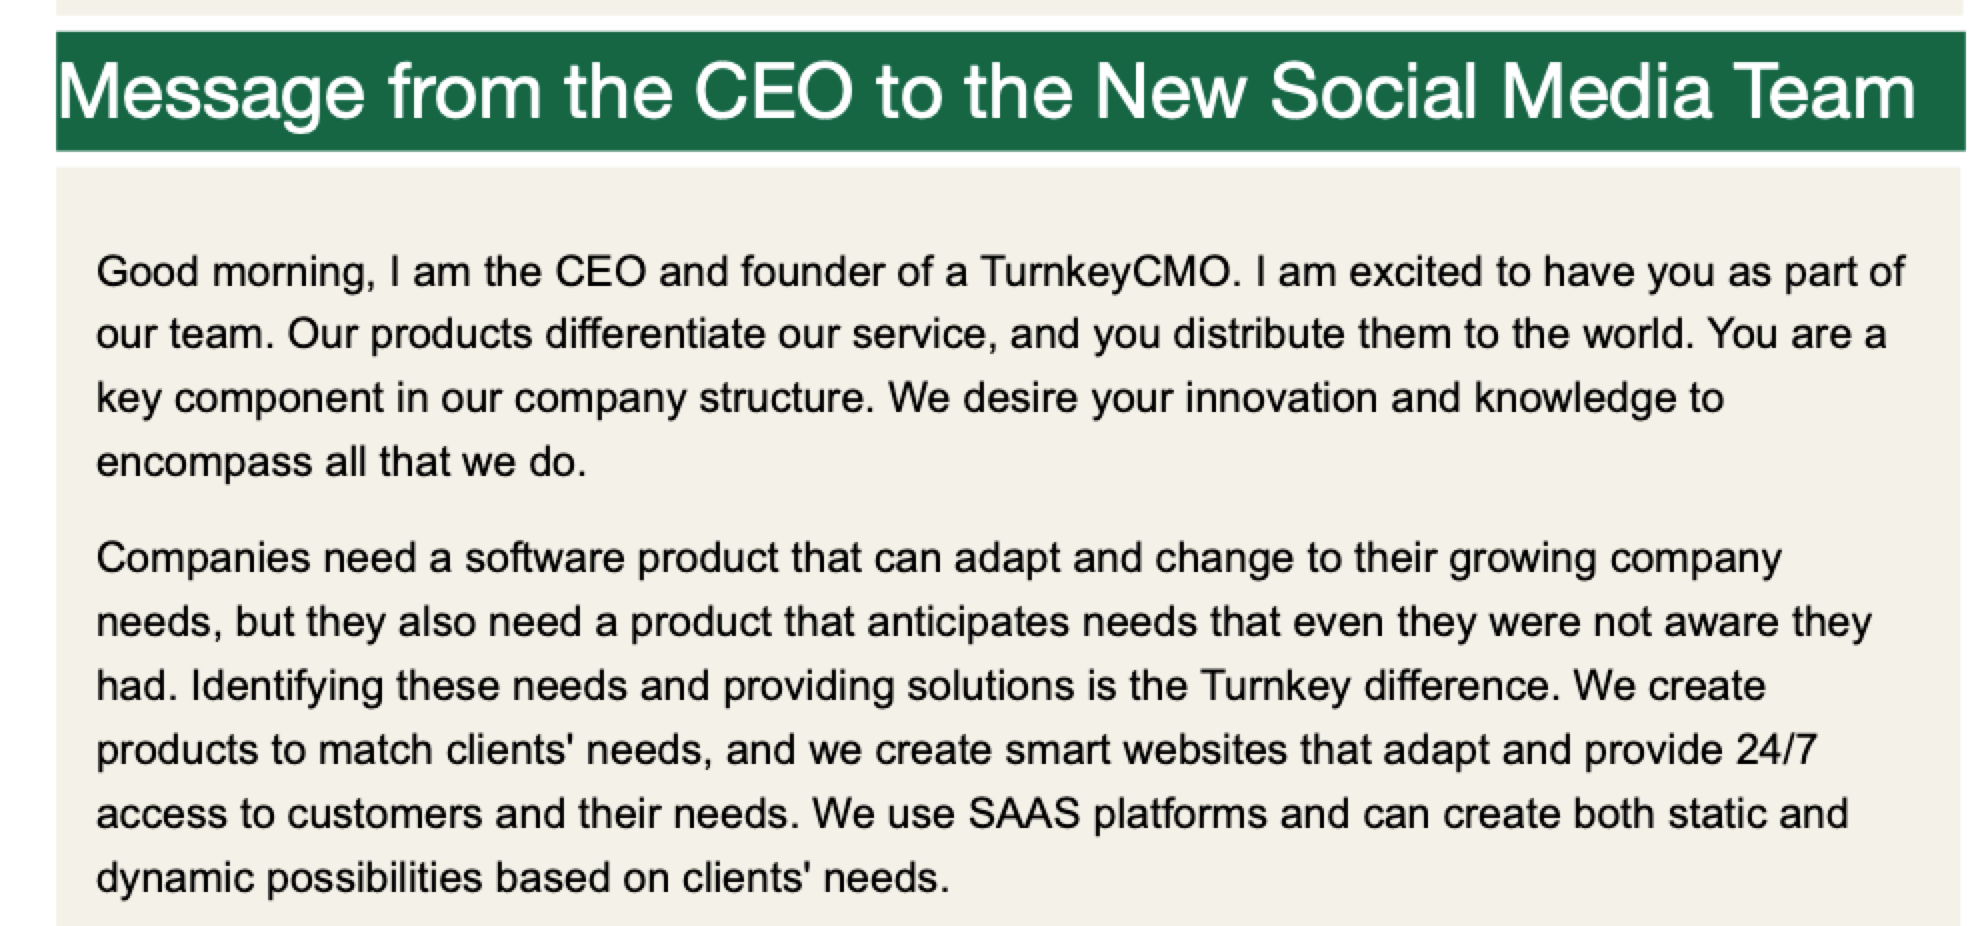 Message from the CEO to the New Social Media Team
Good morning, I am the CEO and founder of a TurnkeyCMO. I am excited to have you as part of
our team. Our products differentiate our service, and you distribute them to the world. You are a
key component in our company structure. We desire your innovation and knowledge to
encompass all that we do.
Companies need a software product that can adapt and change to their growing company
needs, but they also need a product that anticipates needs that even they were not aware they
had. Identifying these needs and providing solutions is the Turnkey difference. We create
products to match clients' needs, and we create smart websites that adapt and provide 24/7
access to customers and their needs. We use SAAS platforms and can create both static and
dynamic possibilities based on clients' needs.